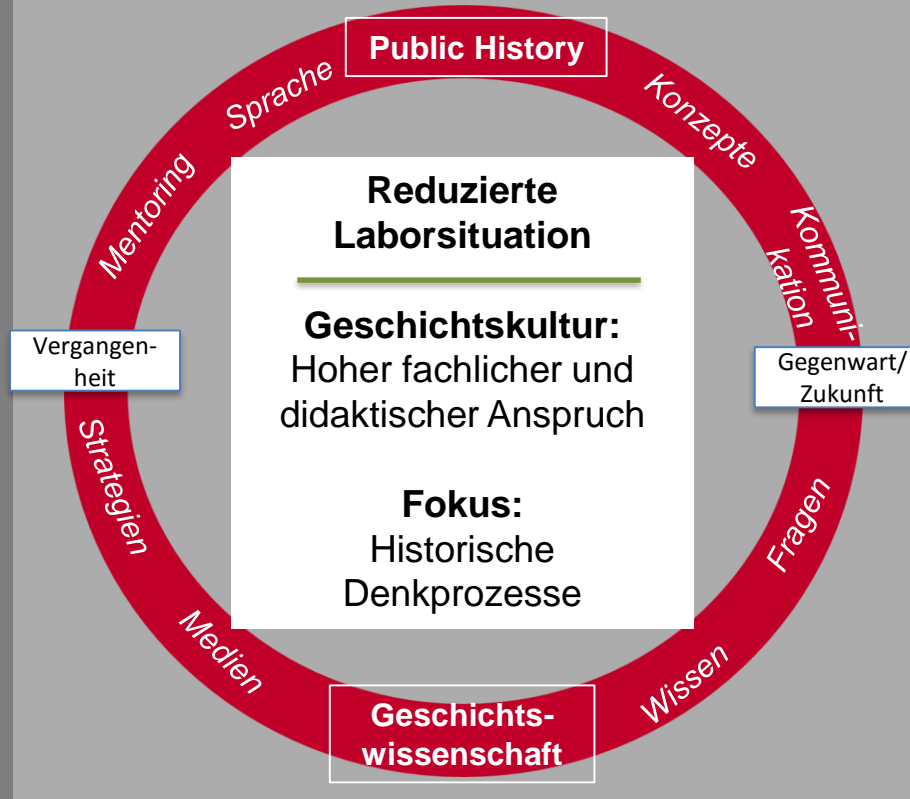 Public History
Sprache
Konzepte
Mentoring
Kommuni-
kation
Reduzierte
Laborsituation
Geschichtskultur:
Hoher fachlicher und
didaktischer Anspruch
Fokus:
Historische
Denkprozesse
Vergangen-
heit
Gegenwart/
Zukunft
Strategien
Fragen
Medien
Wissen
Geschichts-
wissenschaft